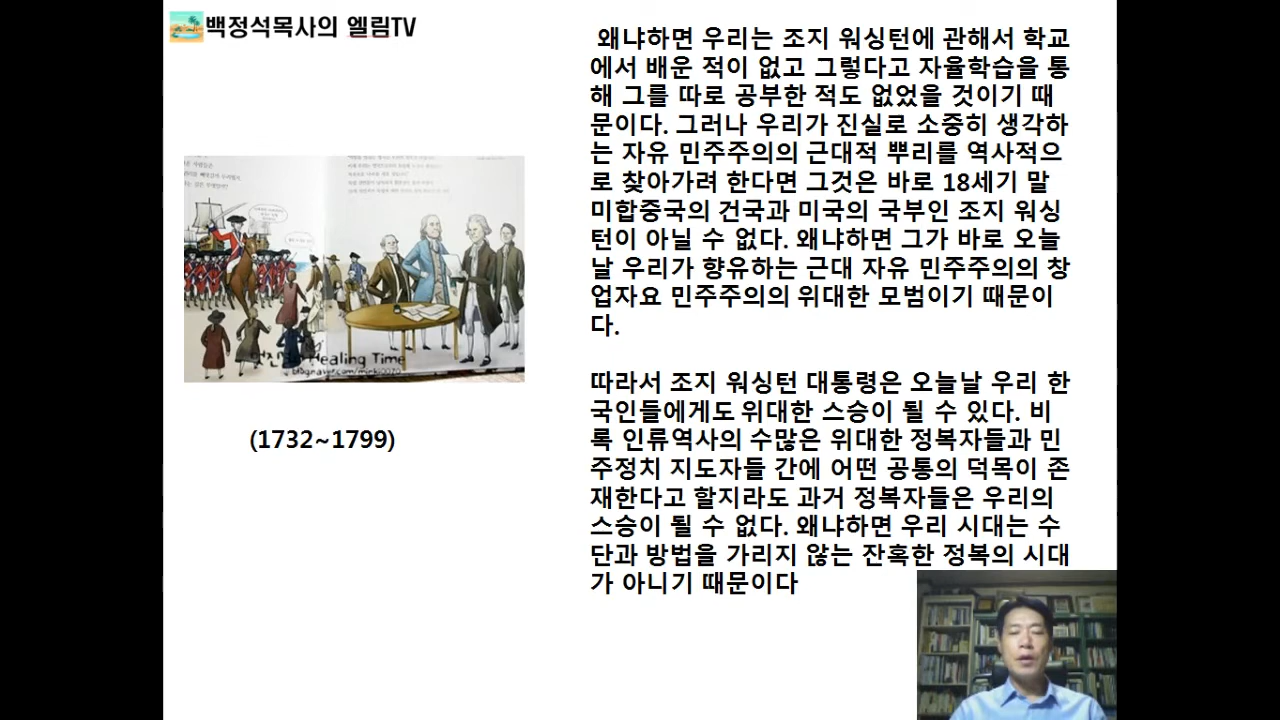 백정석목사의 엘림TV
왜냐하면 우리는 조지 워싱턴에 관해서 학교
에서 배운 적이 없고 그렇다고 자율학습을 통
해 그를 따로 공부한 적도 없었을 것이기 때
문이다. 그러나 우리가 진실로 소중히 생각하
는 자유 민주주의의 근대적 뿌리를 역사적으
로 찾아가려 한다면 그것은 바로 18세기 말
미합중국의 건국과 미국의 국부인 조지 워싱
턴이 아닐 수 없다. 왜냐하면 그가 바로 오늘
날 우리가 향유하는 근대 자유 민주주의의 창
업자요 민주주의의 위대한 모범이기 때문이
다.
따라서 조지 워싱턴 대통령은 오늘날 우리 한
국인들에게도 위대한 스승이 될 수 있다. 비
록 인류역사의 수많은 위대한 정복자들과 민
주정치 지도자들 간에 어떤 공통의 덕목이 존
재한다고 할지라도 과거 정복자들은 우리의
스승이 될 수 없다. 왜냐하면 우리 시대는 수
단과 방법을 가리지 않는 잔혹한 정복의 시대
가 아니기 때문이다
Healing Time
(1732~1799)